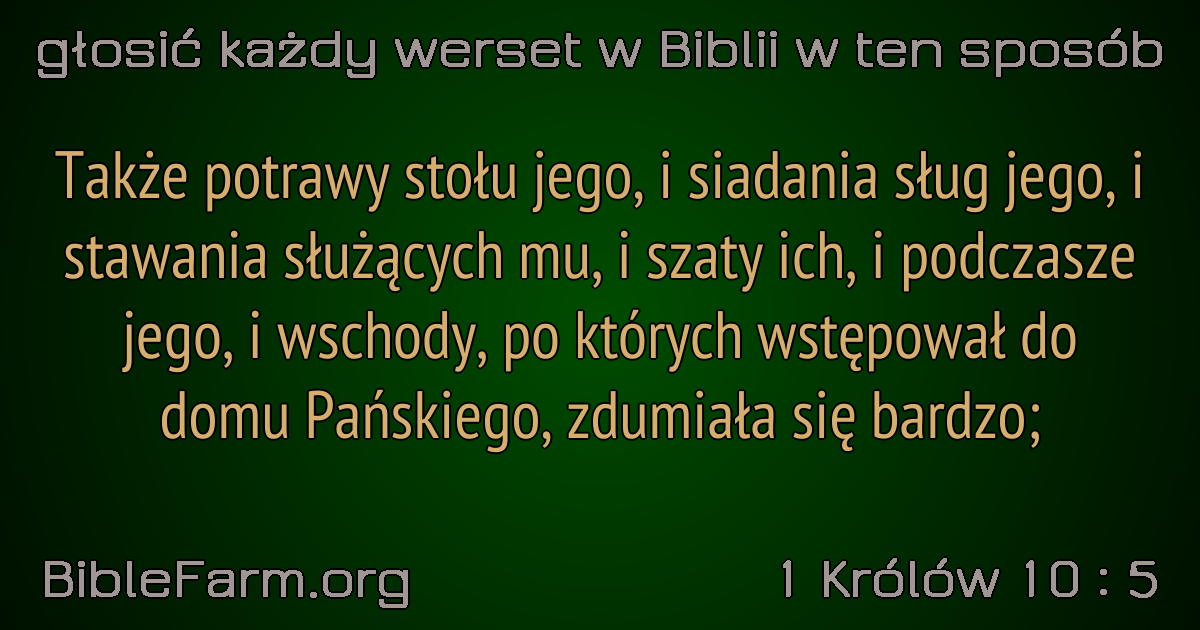 głosić każdy werset w Biblii w ten sposób
Także potrawy stołu jego, i siadania sług jego, i
stawania służących mu, i szaty ich, i podczasze
jego, i wschody, po których wstępował do
domu Pańskiego, zdumiała się bardzo;
BibleFarm.org
1 Królów 10 : 5